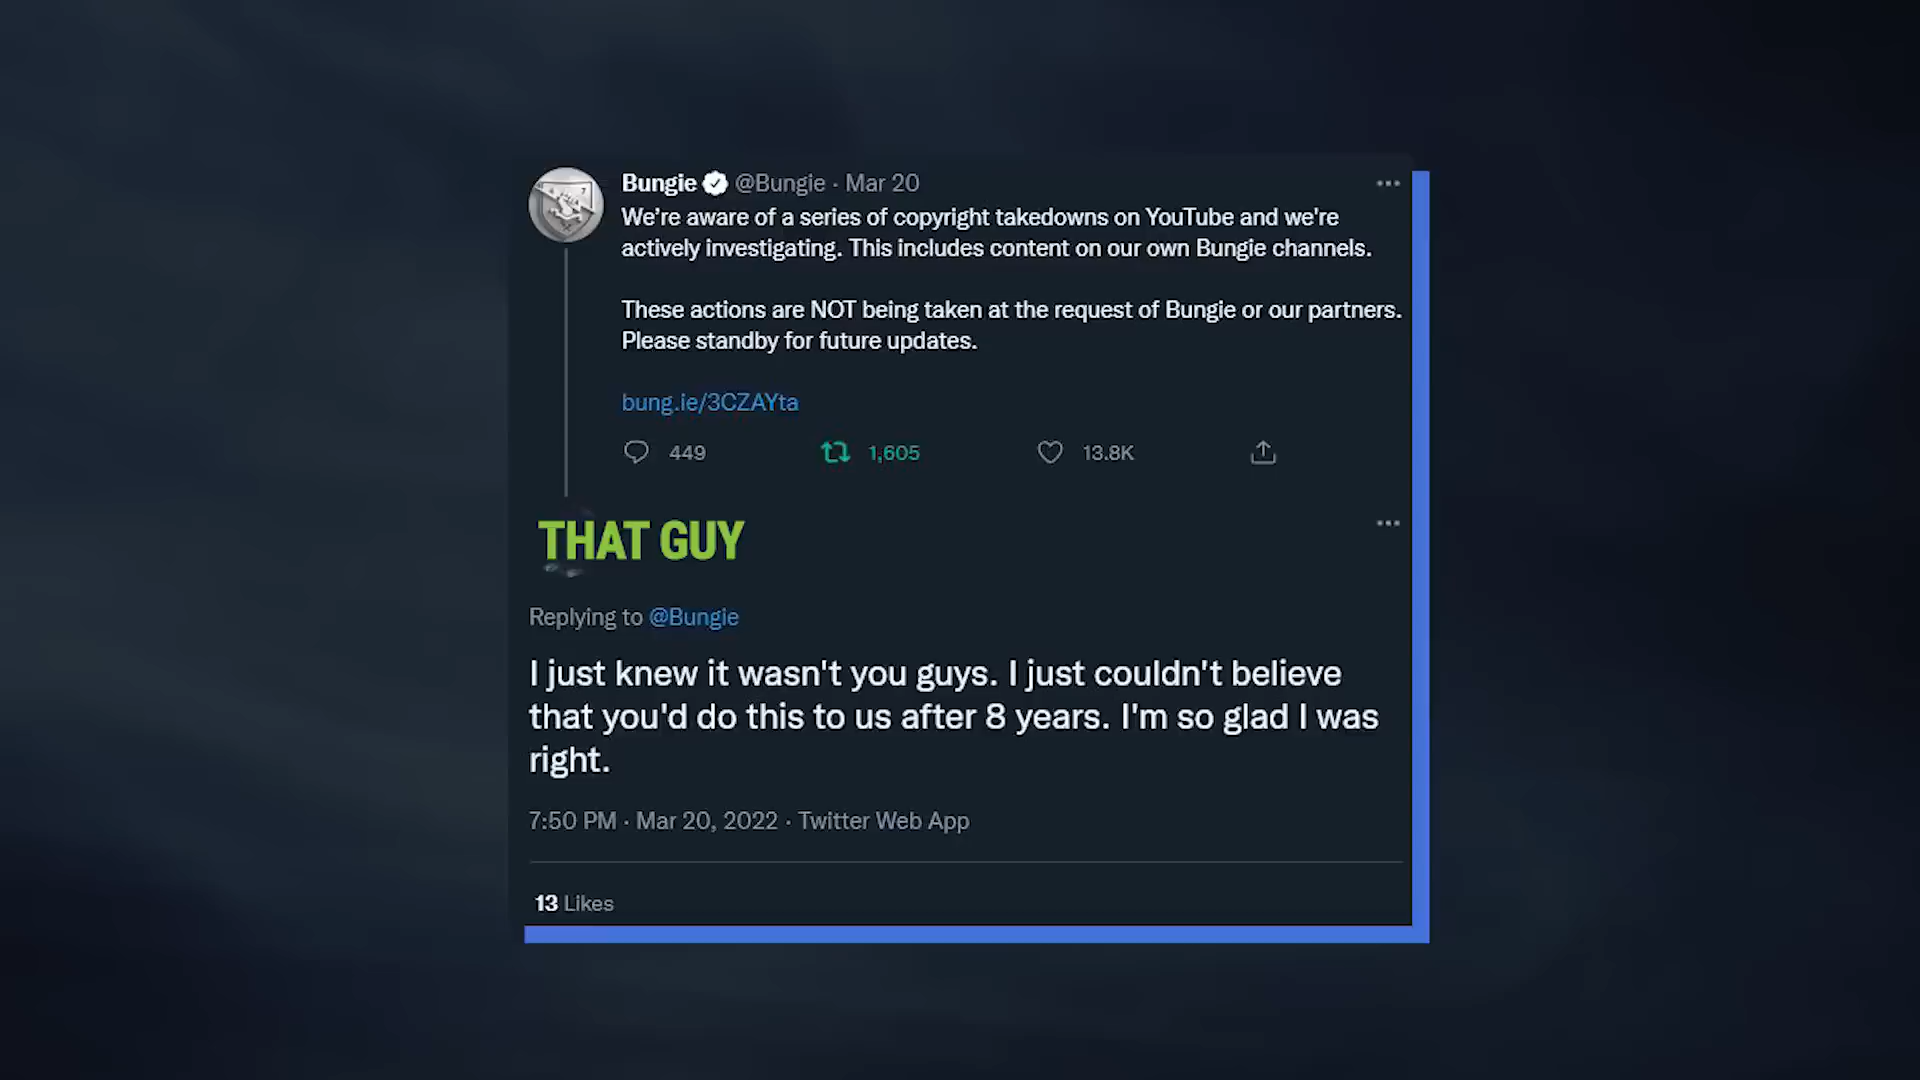 Bungie @Bungie · Mar 20
We're aware of a series of copyright takedowns on YouTube and we're
actively investigating. This includes content on our own Bungie channels.
These actions are NOT being taken at the request of Bungie or our partners.
Please standby for future updates.
bung.ie/3CZAYta
449 1,605 13.8K
THAT GUY
Replying to @Bungie
I just knew it wasn't you guys. I just couldn't believe
that you'd do this to us after 8 years. I'm so glad I was
right.
7:50 PM · Mar 20, 2022 · Twitter Web App
13 Likes